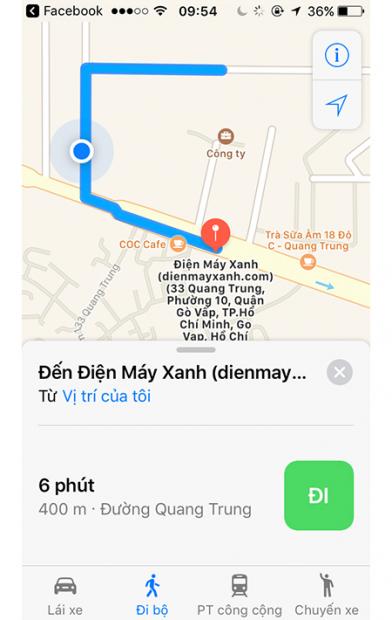 Facebook
09:54
36%
Công ty
COC Cafe
Trà Sữa Âm 18 Độ
C - Quang Trung
Điện Máy Xanh
(dienmayxanh.com)
(33 Quang Trung,
Phường 10, Quận
Gò Vấp, TP.Hồ
Chí Minh, Go
Vap, Hồ Chí
33 Quang Trung
Đến Điện Máy Xanh (dienmay...
Từ Vị trí của tôi
6 phút
400 m · Đường Quang Trung
ĐI
Lái xe
Đi bộ
PT công cộng
Chuyến xe